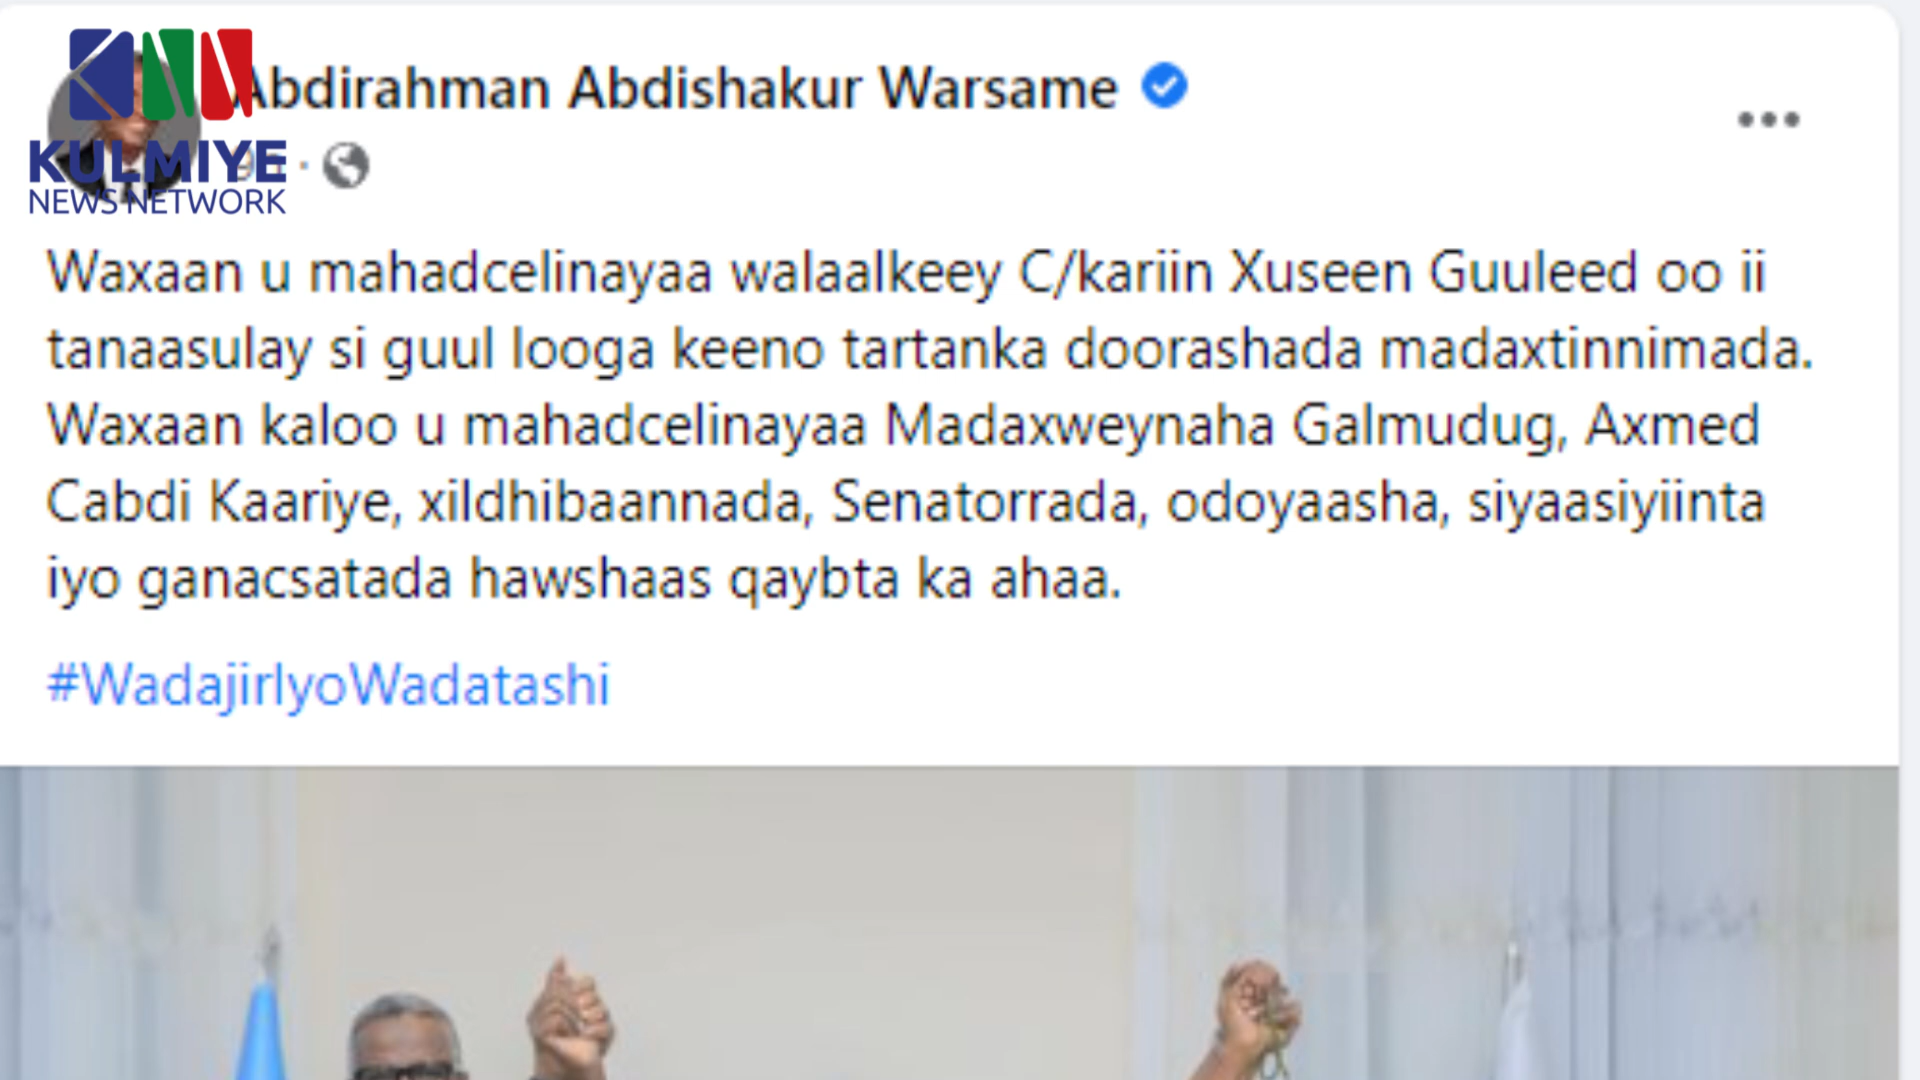 Abdirahman Abdishakur Warsame
KULMIYE
NEWS NETWORK
Waxaan u mahadcelinayaa walaalkeey C/kariin Xuseen Guuleed oo ii
tanaasulay si guul looga keeno tartanka doorashada madaxtinnimada.
Waxaan kaloo u mahadcelinayaa Madaxweynaha Galmudug, Axmed
Cabdi Kaariye, xildhibaannada, Senatorrada, odoyaasha, siyaasiyiinta
iyo ganacsatada hawshaas qaybta ka ahaa.
#WadajirIyoWadatashi